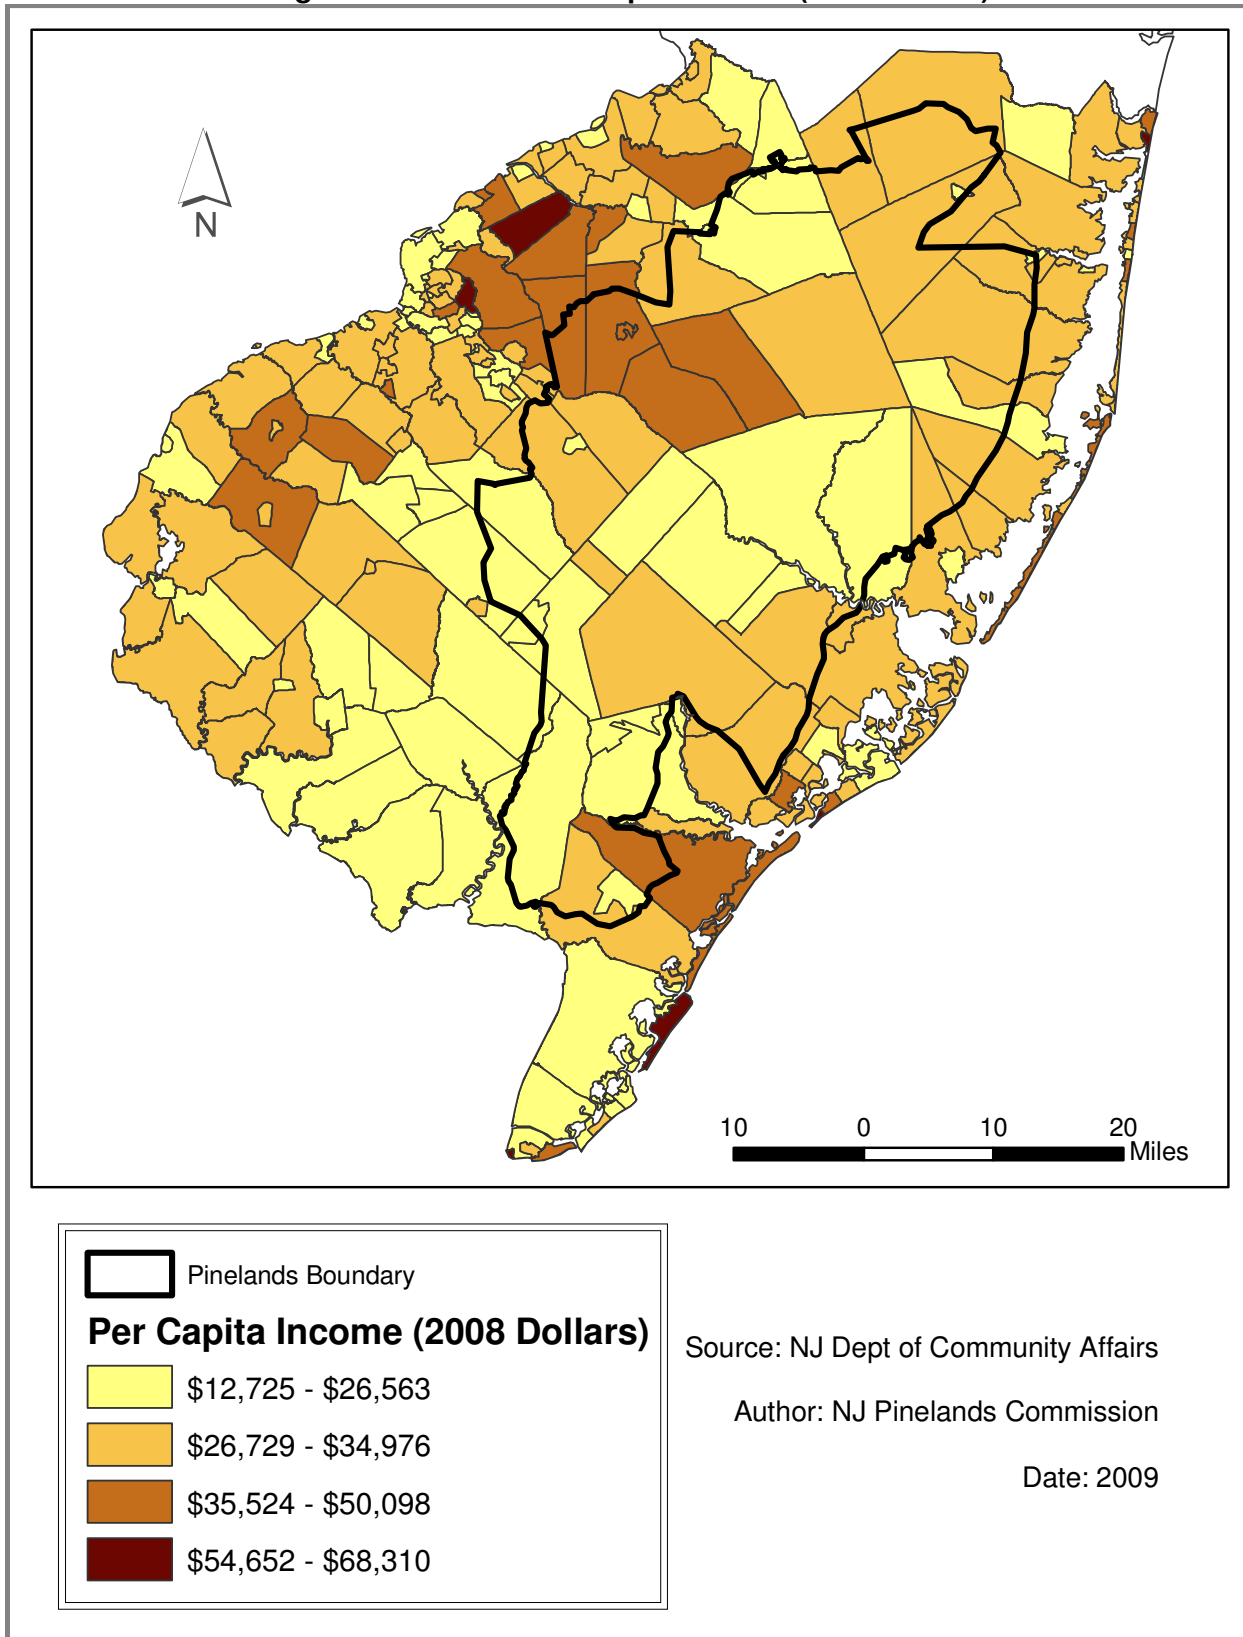 N
10 0 10 20
Miles
Pinelands Boundary
Per Capita Income (2008 Dollars)
$12,725 - $26,563
$26,729 - $34,976
$35,524 - $50,098
$54,652 - $68,310
Source: NJ Dept of Community Affairs
Author: NJ Pinelands Commission
Date: 2009